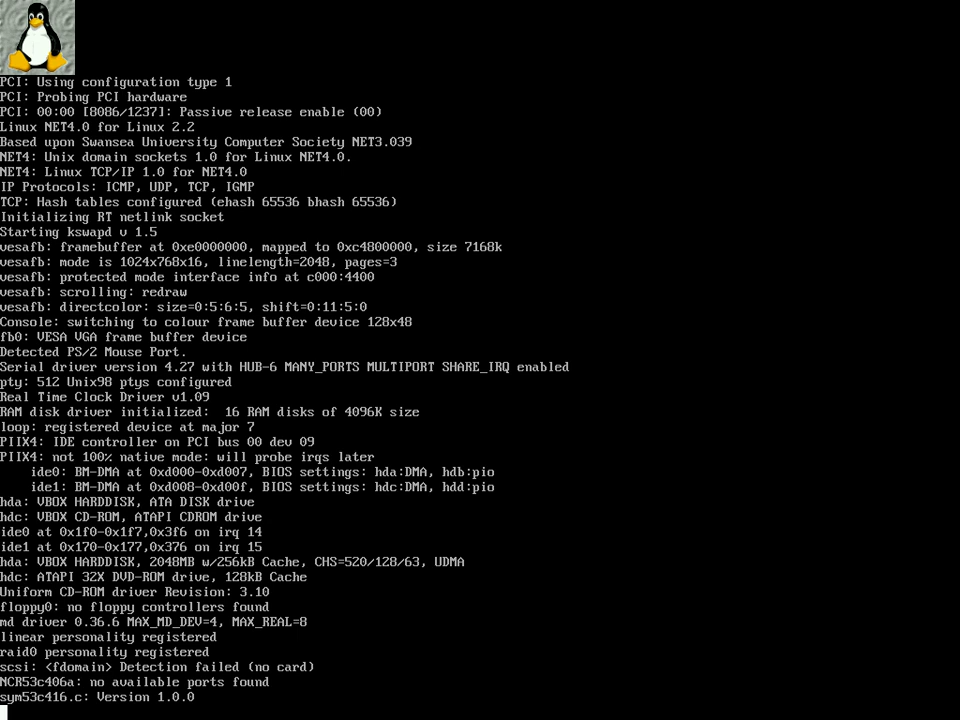 PCI: Using configuration type 1
PCI: Probing PCI hardware
PCI: 00:00 [8086/1237]: Passive release enable (00)
Linux NET4.0 for Linux 2.2
Based upon Swansea University Computer Society NET3.039
NET4: Unix domain sockets 1.0 for Linux NET4.0.
NET4: Linux TCP/IP 1.0 for NET4.0
IP Protocols: ICMP, UDP, TCP, IGMP
TCP: Hash tables configured (ehash 65536 bhash 65536)
Initializing RT netlink socket
Starting kswapd v 1.5
vesafb: framebuffer at 0xe0000000, mapped to 0xc4800000, size 7168k
vesafb: mode is 1024x768x16, linelength=2048, pages=3
vesafb: protected mode interface info at c000:4400
vesafb: scrolling: redraw
vesafb: directcolor: size=0:5:6:5, shift=0:11:5:0
Console: switching to colour frame buffer device 128x48
fb0: VESA VGA frame buffer device
Detected PS/2 Mouse Port.
Serial driver version 4.27 with HUB-6 MANY_PORTS MULTIPORT SHARE_IRQ enabled
pty: 512 Unix98 ptys configured
Real Time Clock Driver v1.09
RAM disk driver initialized:  16 RAM disks of 4096K size
loop: registered device at major 7
PIIX4: IDE controller on PCI bus 00 dev 09
PIIX4: not 100% native mode: will probe irqs later
    ide0: BM-DMA at 0xd000-0xd007, BIOS settings: hda:DMA, hdb:pio
    ide1: BM-DMA at 0xd008-0xd00f, BIOS settings: hdc:DMA, hdd:pio
hda: VBOX HARDDISK, ATA DISK drive
hdc: VBOX CD-ROM, ATAPI CDROM drive
ide0 at 0x1f0-0x1f7,0x3f6 on irq 14
ide1 at 0x170-0x177,0x376 on irq 15
hda: VBOX HARDDISK, 2048MB w/256kB Cache, CHS=520/128/63, UDMA
hdc: ATAPI 32X DVD-ROM drive, 128kB Cache
Uniform CD-ROM driver Revision: 3.10
floppy0: no floppy controllers found
md driver 0.36.6 MAX_MD_DEV=4, MAX_REAL=8
linear personality registered
raid0 personality registered
scsi: <fdomain> Detection failed (no card)
NCR53c406a: no available ports found
sym53c416.c: Version 1.0.0